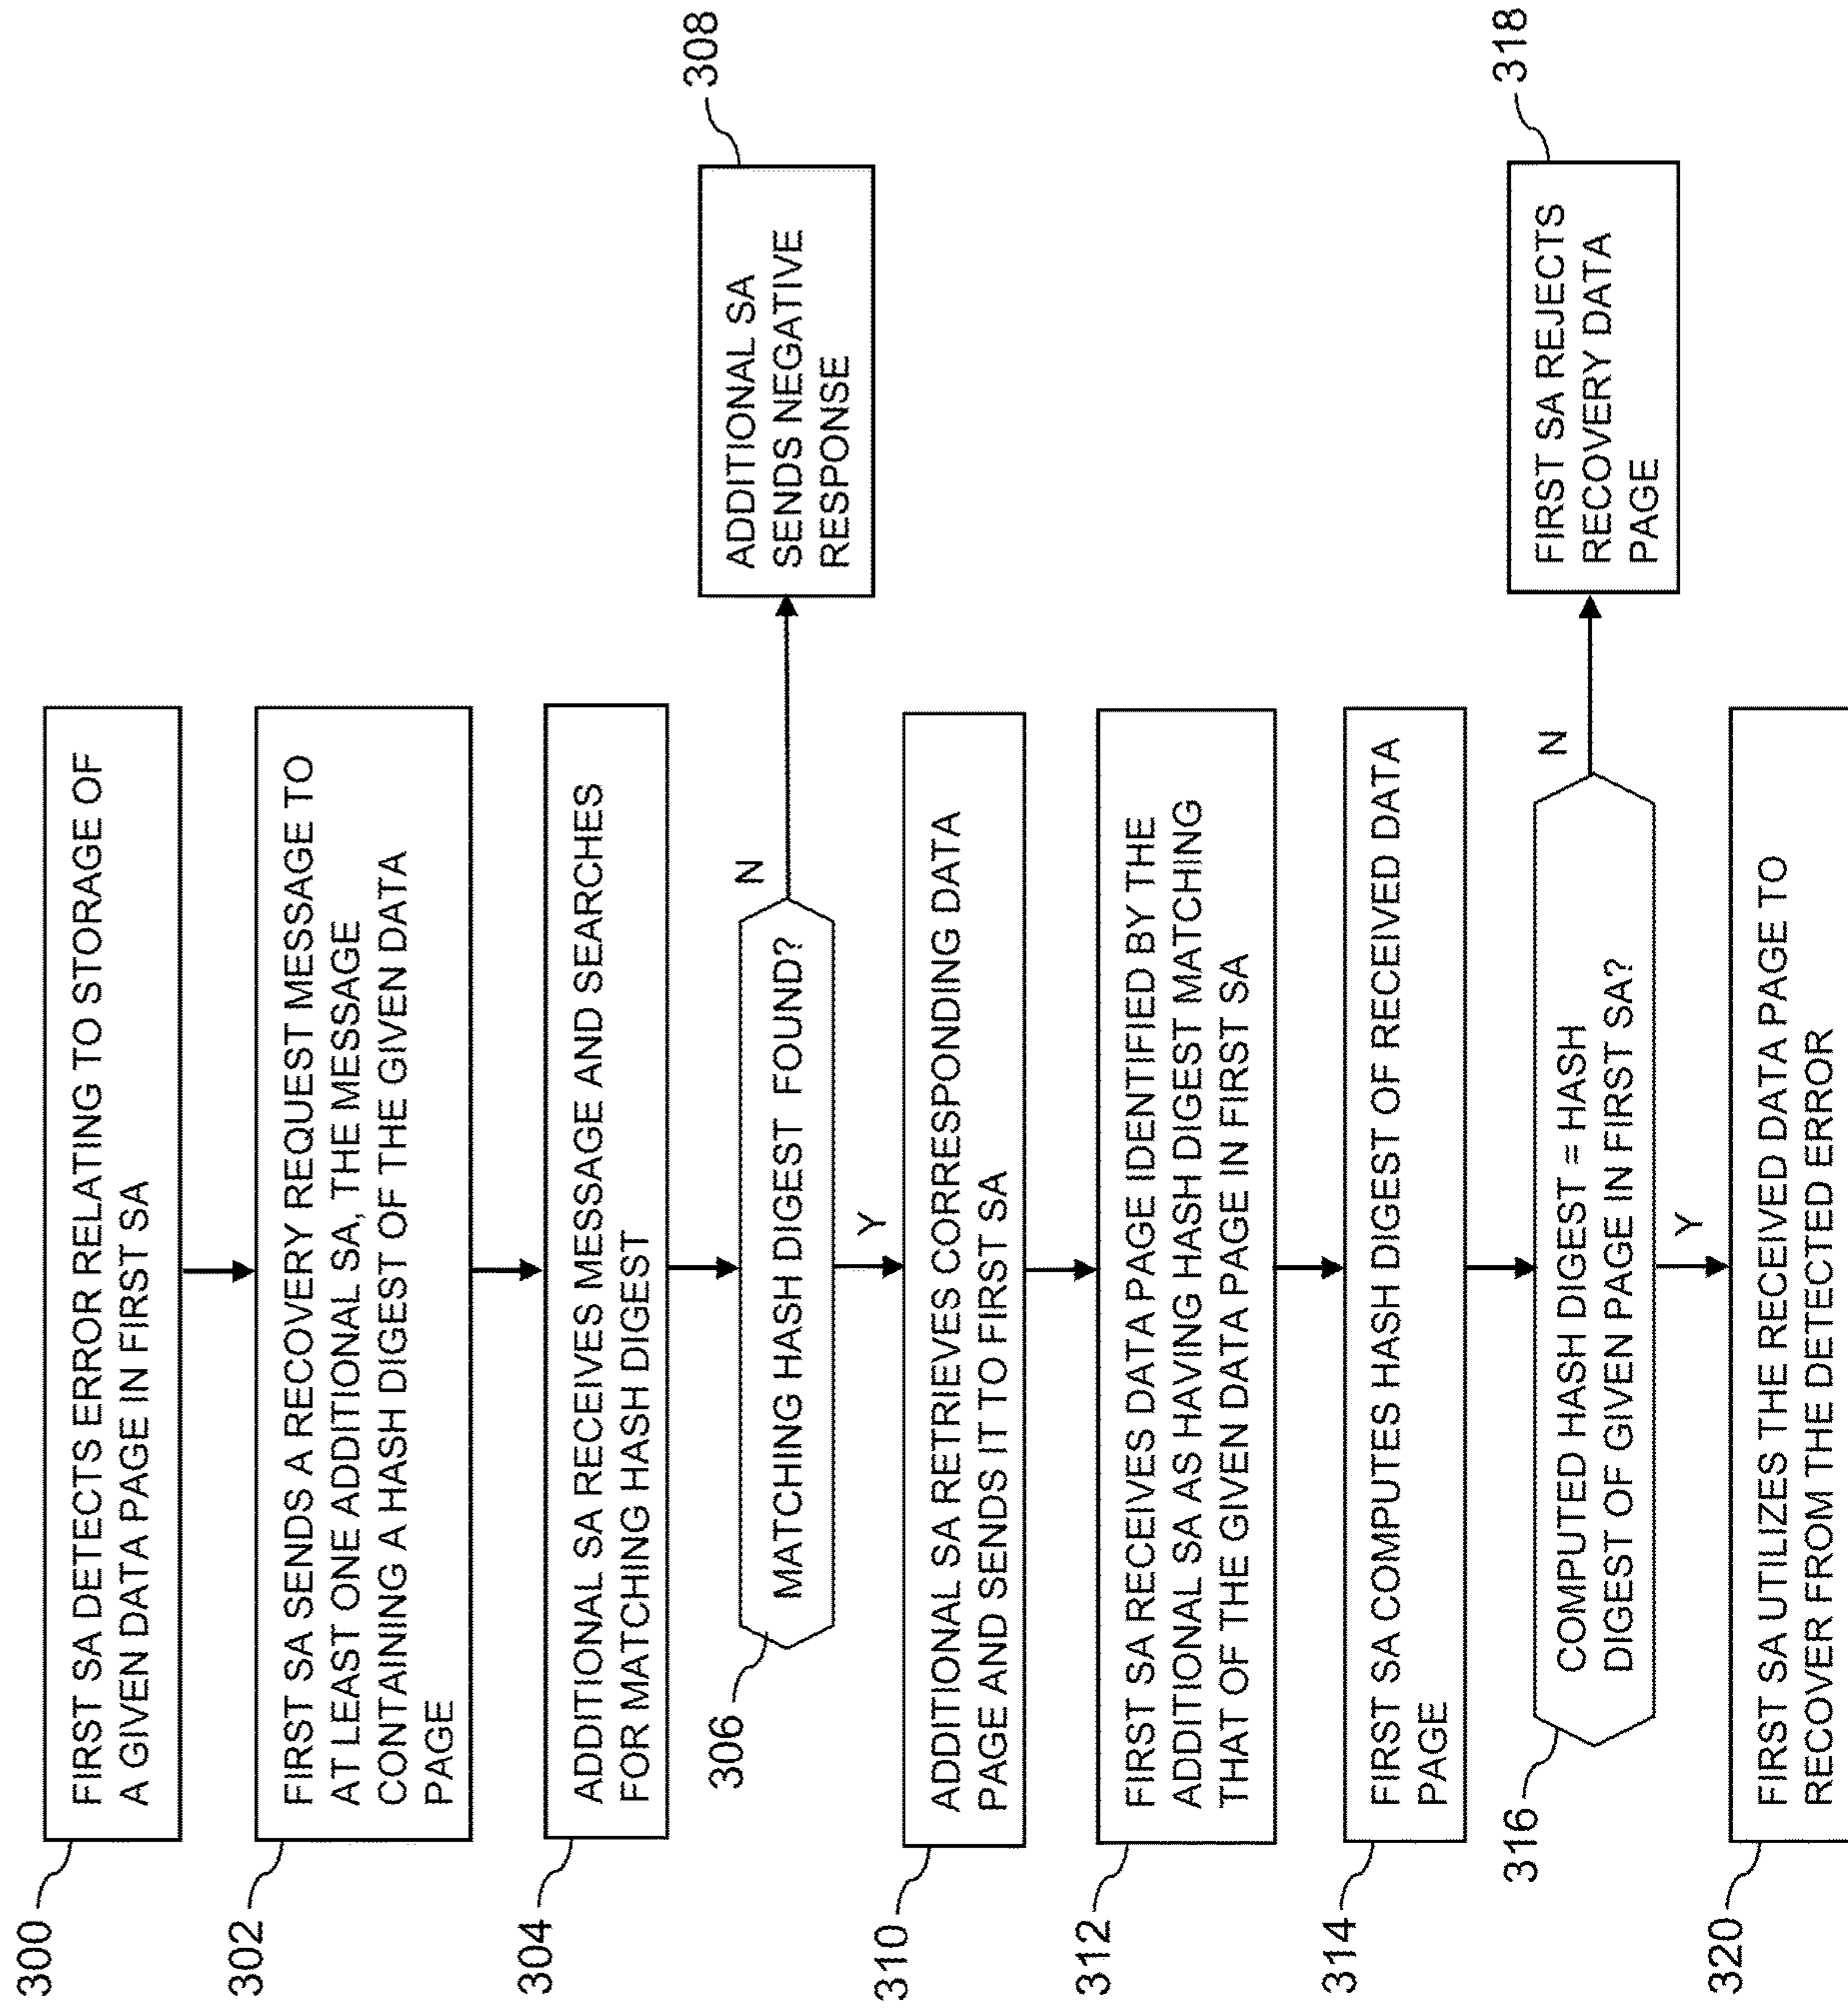 300
FIRST SA DETECTS ERROR RELATING TO STORAGE OF
A GIVEN DATA PAGE IN FIRST SA
302
FIRST SA SENDS A RECOVERY REQUEST MESSAGE TO
AT LEAST ONE ADDITIONAL SA, THE MESSAGE
CONTAINING A HASH DIGEST OF THE GIVEN DATA
PAGE
304
ADDITIONAL SA RECEIVES MESSAGE AND SEARCHES
FOR MATCHING HASH DIGEST
306
MATCHING HASH DIGEST FOUND?
N
308
ADDITIONAL SA
SENDS NEGATIVE
RESPONSE
Y
310
ADDITIONAL SA RETRIEVES CORRESPONDING DATA
PAGE AND SENDS IT TO FIRST SA
312
FIRST SA RECEIVES DATA PAGE IDENTIFIED BY THE
ADDITIONAL SA AS HAVING HASH DIGEST MATCHING
THAT OF THE GIVEN DATA PAGE IN FIRST SA
314
FIRST SA COMPUTES HASH DIGEST OF RECEIVED DATA
PAGE
316
COMPUTED HASH DIGEST = HASH
DIGEST OF GIVEN PAGE IN FIRST SA?
N
318
FIRST SA REJECTS
RECOVERY DATA
PAGE
Y
320
FIRST SA UTILIZES THE RECEIVED DATA PAGE TO
RECOVER FROM THE DETECTED ERROR